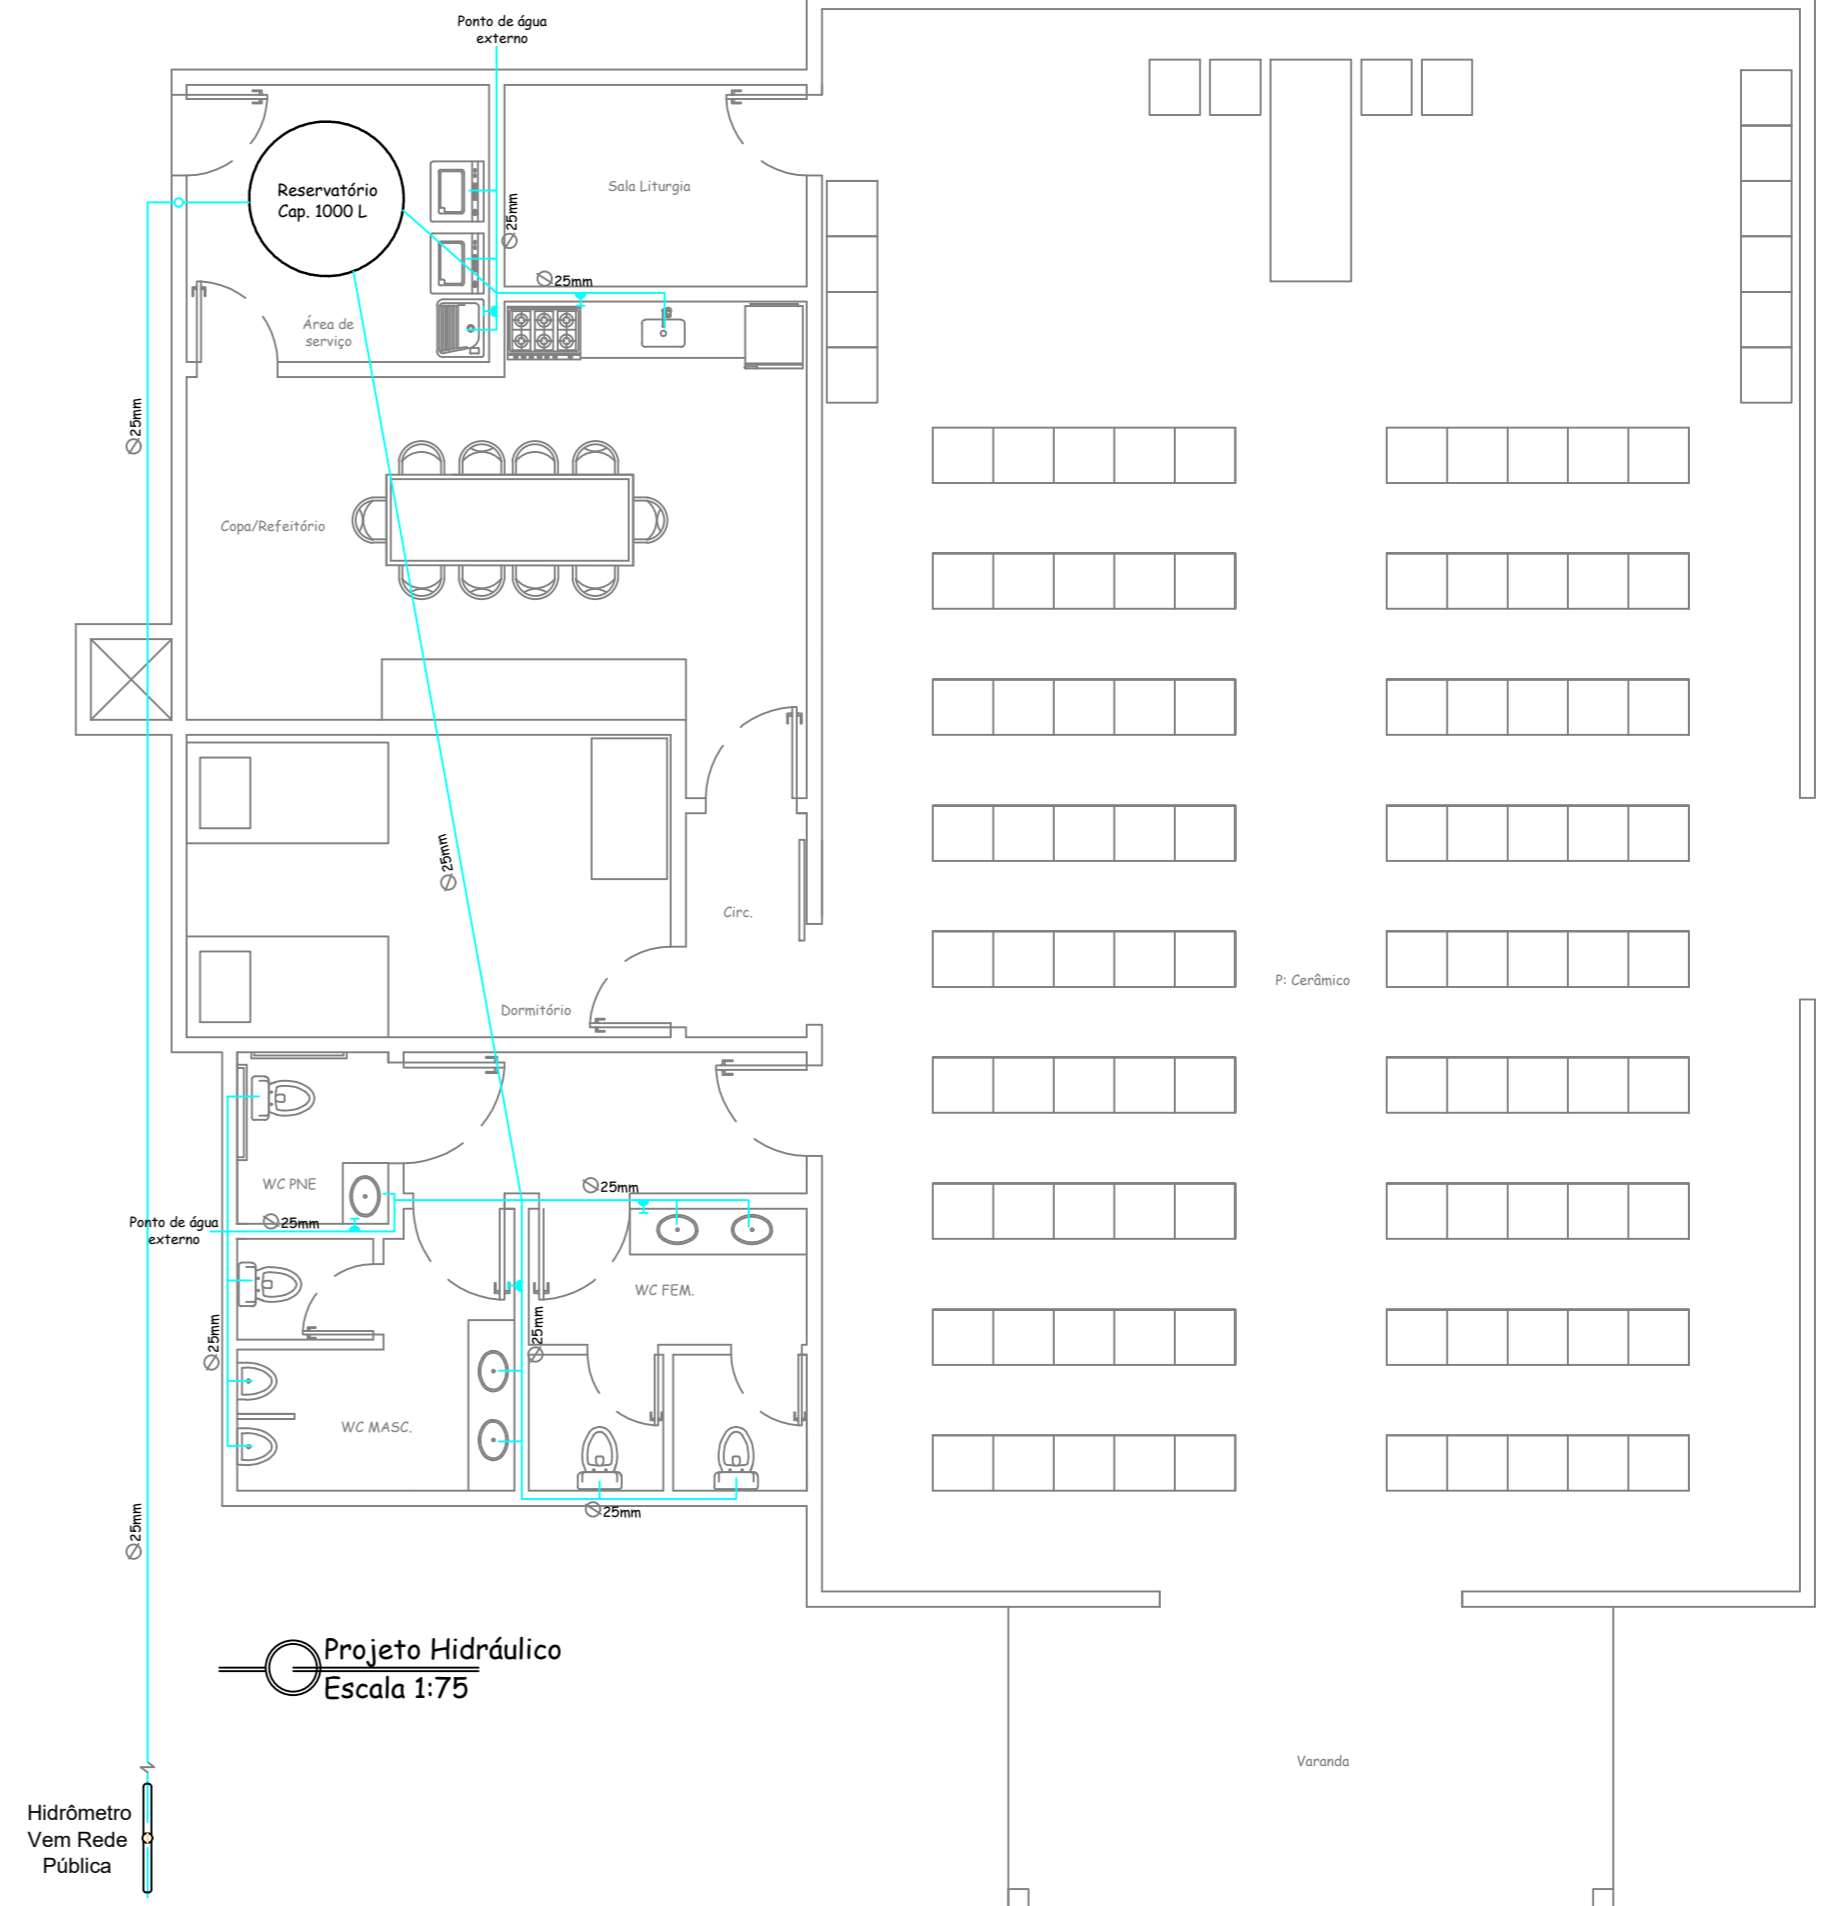 Ponto de água
externo
Reservatório
Cap. 1000 L
Sala Liturgia
∅25mm
∅25mm
Área de
serviço
∅25mm
Copa/Refeitório
∅25mm
Circ.
P: Cerâmico
Dormitório
WC PNE
∅25mm
Ponto de água
externo
∅25mm
WC FEM.
∅25mm
∅25mm
WC MASC.
∅25mm
∅25mm
Projeto Hidráulico
Escala 1:75
Varanda
Hidrômetro
Vem Rede
Pública